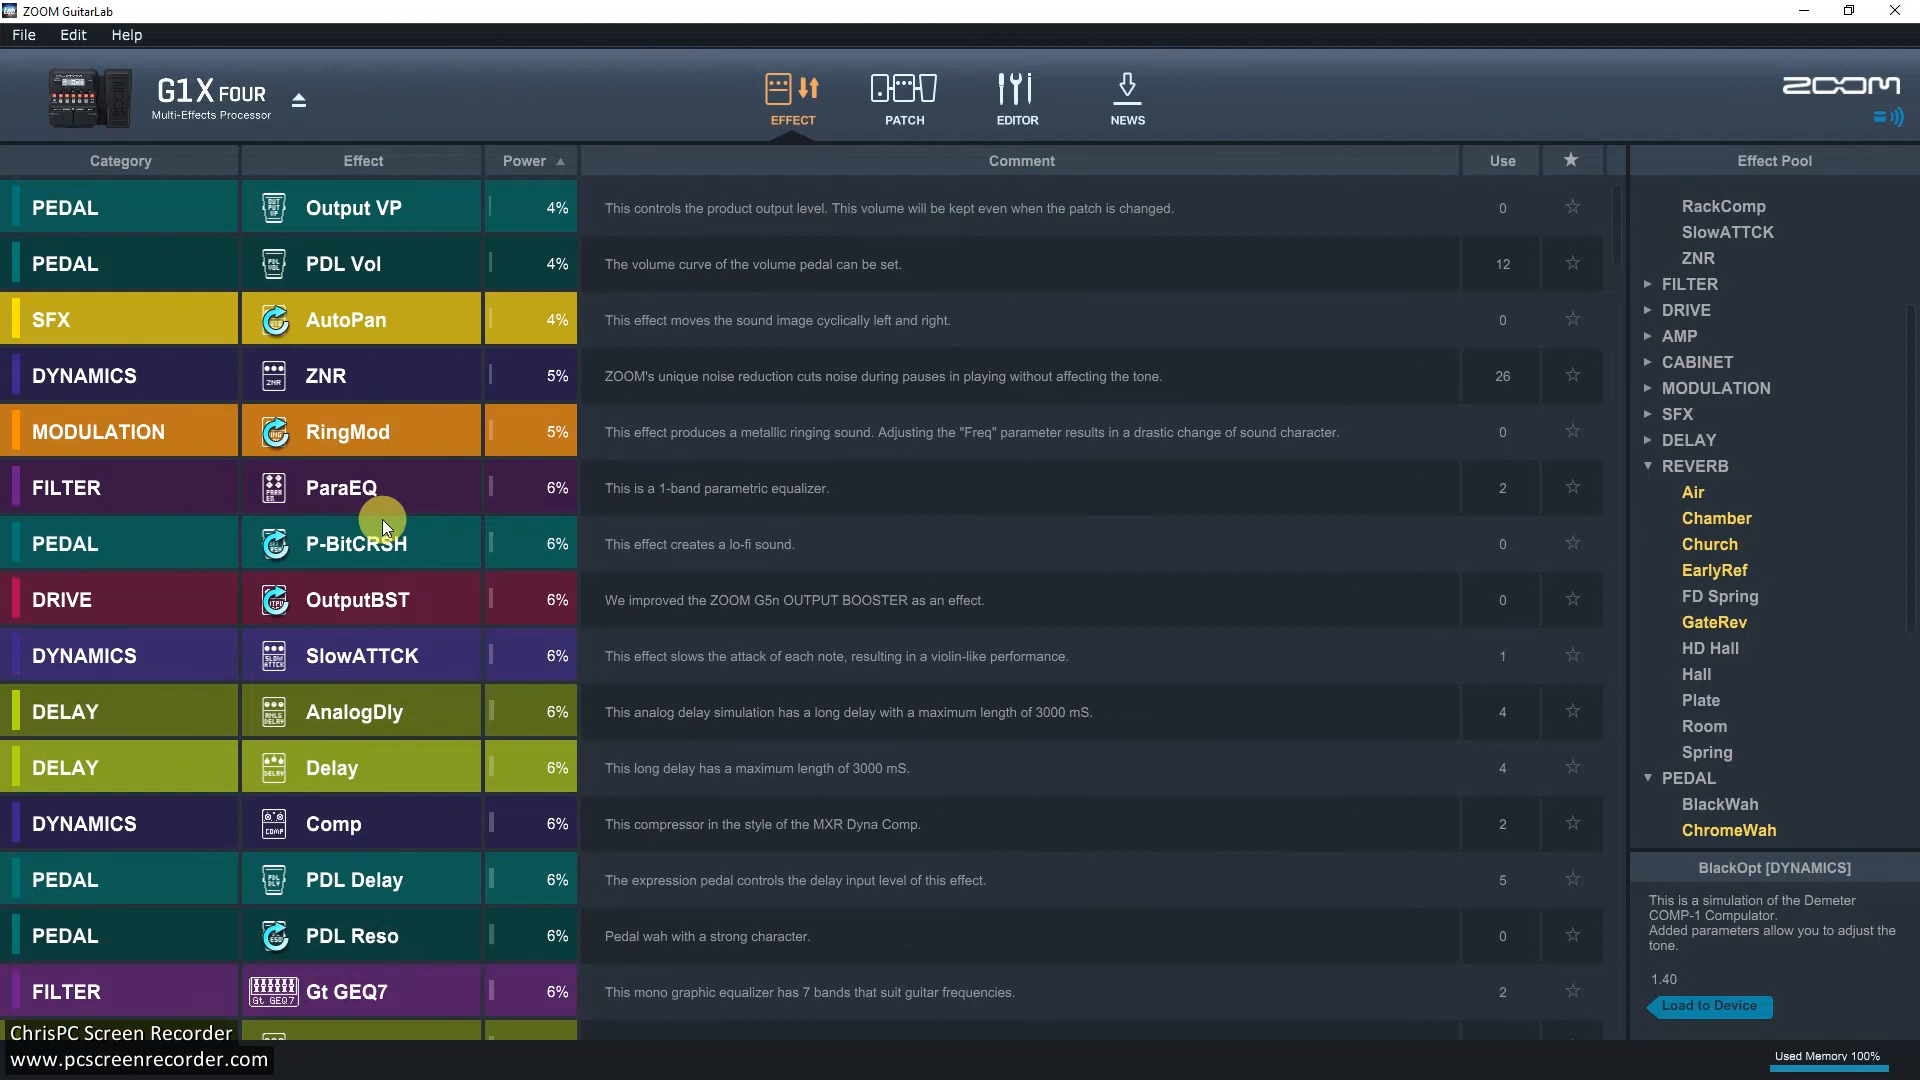 ZOOM GuitarLab
File Edit Help
G1X FOUR
Multi-Effects Processor
EFFECT PATCH EDITOR NEWS
ZOOM
Category Effect Power Comment Use ★ Effect Pool
PEDAL Output VP 4% This controls the product output level. This volume will be kept even when the patch is changed. 0
PEDAL PDL Vol 4% The volume curve of the volume pedal can be set. 12
SFX AutoPan 4% This effect moves the sound image cyclically left and right. 0
DYNAMICS ZNR 5% ZOOM's unique noise reduction cuts noise during pauses in playing without affecting the tone. 26
MODULATION RingMod 5% This effect produces a metallic ringing sound. Adjusting the "Freq" parameter results in a drastic change of sound character. 0
FILTER ParaEQ 6% This is a 1-band parametric equalizer. 2
PEDAL P-BitCRSH 6% This effect creates a lo-fi sound. 0
DRIVE OutputBST 6% We improved the ZOOM G5n OUTPUT BOOSTER as an effect. 0
DYNAMICS SlowATTCK 6% This effect slows the attack of each note, resulting in a violin-like performance. 1
DELAY AnalogDly 6% This analog delay simulation has a long delay with a maximum length of 3000 mS. 4
DELAY Delay 6% This long delay has a maximum length of 3000 mS. 4
DYNAMICS Comp 6% This compressor in the style of the MXR Dyna Comp. 2
PEDAL PDL Delay 6% The expression pedal controls the delay input level of this effect. 5
PEDAL PDL Reso 6% Pedal wah with a strong character. 0
FILTER Gt GEQ7 6% This mono graphic equalizer has 7 bands that suit guitar frequencies. 2
RackComp
SlowATTCK
ZNR
FILTER
DRIVE
AMP
CABINET
MODULATION
SFX
DELAY
REVERB
Air
Chamber
Church
EarlyRef
FD Spring
GateRev
HD Hall
Hall
Plate
Room
Spring
PEDAL
BlackWah
ChromeWah
BlackOpt [DYNAMICS]
This is a simulation of the Demeter
COMP-1 Compulator.
Added parameters allow you to adjust the
tone.
1.40
Load to Device
Used Memory 100%
ChrisPC Screen Recorder
www.pcscreenrecorder.com